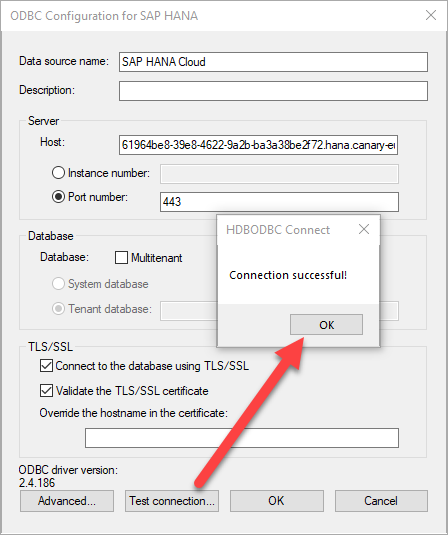 ODBC Configuration for SAP HANA
Data source name: SAP HANA Cloud
Description:
Server
Host: 61964be8-39e8-4622-9a2b-ba3a38be2f72.hana.canary-eu
Instance number:
Port number: 443
HDBODBC Connect
Connection successful!
OK
Database
Database: Multitenant
System database
Tenant database:
TLS/SSL
Connect to the database using TLS/SSL
Validate the TLS/SSL certificate
Override the hostname in the certificate:
ODBC driver version:
2.4.186
Advanced... Test connection... OK Cancel